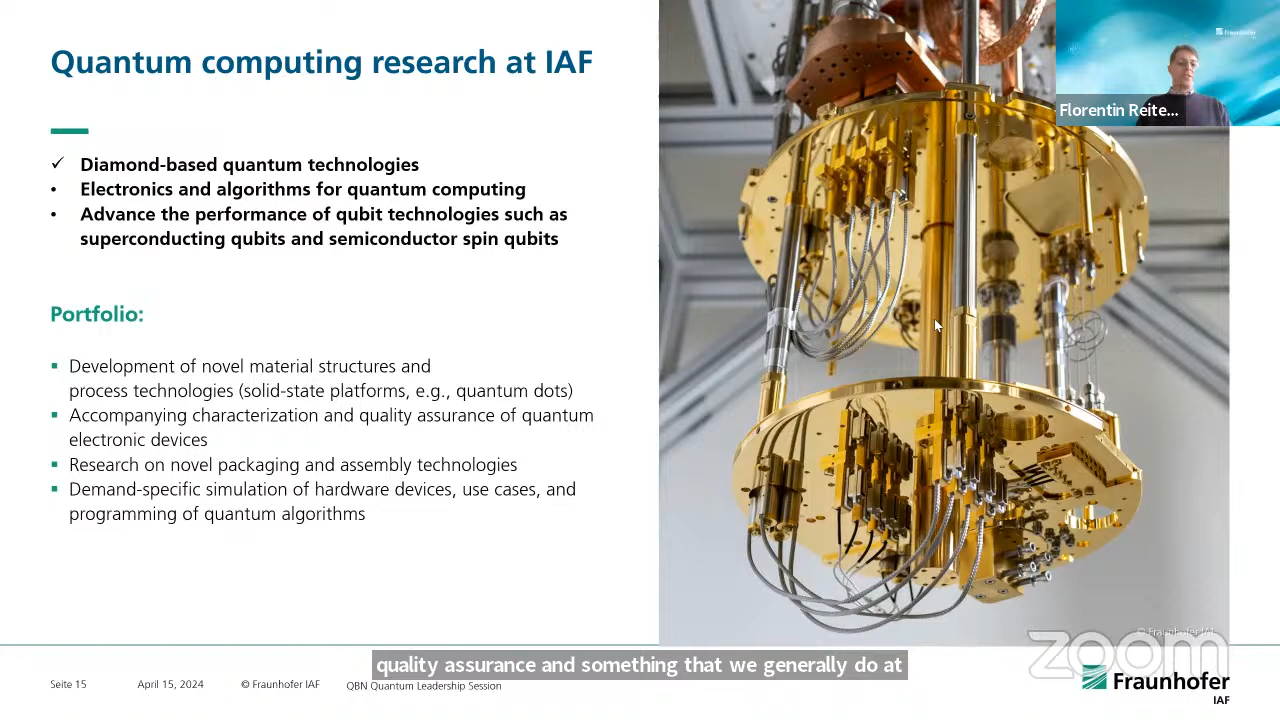 Quantum computing research at IAF
✓ Diamond-based quantum technologies
• Electronics and algorithms for quantum computing
• Advance the performance of qubit technologies such as
superconducting qubits and semiconductor spin qubits
Portfolio:
▪ Development of novel material structures and
process technologies (solid-state platforms, e.g., quantum dots)
▪ Accompanying characterization and quality assurance of quantum
electronic devices
▪ Research on novel packaging and assembly technologies
▪ Demand-specific simulation of hardware devices, use cases, and
programming of quantum algorithms
Fraunhofer
Florentin Reite...
© Fraunhofer IAF
zoom
quality assurance and something that we generally do at
Seite 15 April 15, 2024 © Fraunhofer IAF QBN Quantum Leadership Session
Fraunhofer
IAF